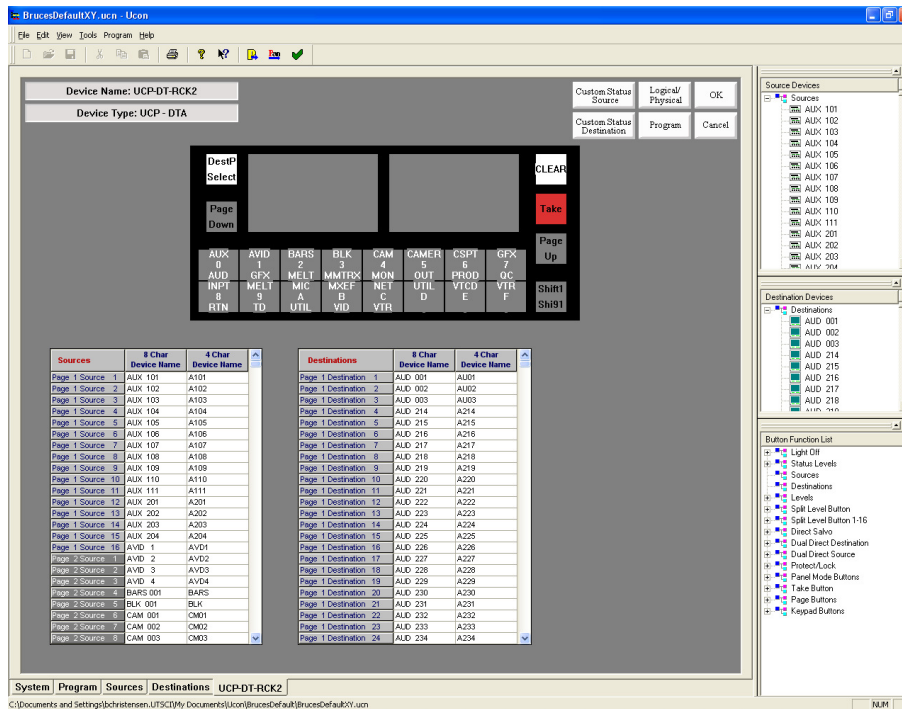 BrucesDefaultXY.ucn - Ucon
File Edit View Tools Program Help
Device Name: UCP-DT-RCK2
Device Type: UCP - DTA
Custom Status Source
Logical/ Physical
OK
Custom Status Destination
Program
Cancel
DestP Select
CLEAR
Page Down
Take
Page Up
AUX AVID BARS BLK CAM CAMER CSPT GFX
0 1 2 3 4 5 6 7
AUD GFX MELT MMTRX MON OUT PROD QC
INPT MELT MIC MXEF NET UTIL VTCD VTR
8 9 A B C D E F
RTN TD UTIL VID VTR
Shift1
Shi91
Sources 8 Char Device Name 4 Char Device Name
Page 1 Source 1 AUX 101 A101
Page 1 Source 2 AUX 102 A102
Page 1 Source 3 AUX 103 A103
Page 1 Source 4 AUX 104 A104
Page 1 Source 5 AUX 105 A105
Page 1 Source 6 AUX 106 A106
Page 1 Source 7 AUX 107 A107
Page 1 Source 8 AUX 108 A108
Page 1 Source 9 AUX 109 A109
Page 1 Source 10 AUX 110 A110
Page 1 Source 11 AUX 111 A111
Page 1 Source 12 AUX 201 A201
Page 1 Source 13 AUX 202 A202
Page 1 Source 14 AUX 203 A203
Page 1 Source 15 AUX 204 A204
Page 1 Source 16 AVID 1 AVD1
Page 2 Source 1 AVID 2 AVD2
Page 2 Source 2 AVID 3 AVD3
Page 2 Source 3 AVID 4 AVD4
Page 2 Source 4 BARS 001 BARS
Page 2 Source 5 BLK 001 BLK
Page 2 Source 6 CAM 001 CM01
Page 2 Source 7 CAM 002 CM02
Page 2 Source 8 CAM 003 CM03
Destinations 8 Char Device Name 4 Char Device Name
Page 1 Destination 1 AUD 001 AU01
Page 1 Destination 2 AUD 002 AU02
Page 1 Destination 3 AUD 003 AU03
Page 1 Destination 4 AUD 214 A214
Page 1 Destination 5 AUD 215 A215
Page 1 Destination 6 AUD 216 A216
Page 1 Destination 7 AUD 217 A217
Page 1 Destination 8 AUD 218 A218
Page 1 Destination 9 AUD 219 A219
Page 1 Destination 10 AUD 220 A220
Page 1 Destination 11 AUD 221 A221
Page 1 Destination 12 AUD 222 A222
Page 1 Destination 13 AUD 223 A223
Page 1 Destination 14 AUD 224 A224
Page 1 Destination 15 AUD 225 A225
Page 1 Destination 16 AUD 226 A226
Page 1 Destination 17 AUD 227 A227
Page 1 Destination 18 AUD 228 A228
Page 1 Destination 19 AUD 229 A229
Page 1 Destination 20 AUD 230 A230
Page 1 Destination 21 AUD 231 A231
Page 1 Destination 22 AUD 232 A232
Page 1 Destination 23 AUD 233 A233
Page 1 Destination 24 AUD 234 A234
Source Devices
Sources
AUX 101
AUX 102
AUX 103
AUX 104
AUX 105
AUX 106
AUX 107
AUX 108
AUX 109
AUX 110
AUX 111
AUX 201
AUX 202
AUX 203
AUX 204
Destination Devices
Destinations
AUD 001
AUD 002
AUD 003
AUD 214
AUD 215
AUD 216
AUD 217
AUD 218
AUD 219
Button Function List
Light Off
Status Levels
Sources
Destinations
Levels
Split Level Button
Split Level Button 1-16
Direct Salvo
Dual Direct Destination
Dual Direct Source
Protect/Lock
Panel Mode Buttons
Take Button
Page Buttons
Keypad Buttons
System Program Sources Destinations UCP-DT-RCK2
C:\Documents and Settings\bchristensen.UTSCI\My Documents\Ucon\BrucesDefault\BrucesDefaultXY.ucn
NUM